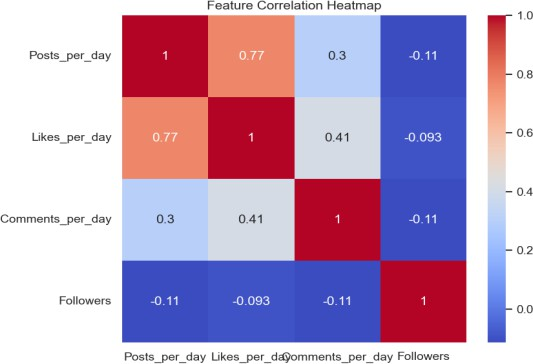 Feature Correlation Heatmap
Posts_per_day
1
0.77
0.3
-0.11
Likes_per_day
0.77
1
0.41
-0.093
Comments_per_day
0.3
0.41
1
-0.11
Followers
-0.11
-0.093
-0.11
1
Posts_per_day
Likes_per_day
Comments_per_day
Followers
1.0
0.8
0.6
0.4
0.2
0.0